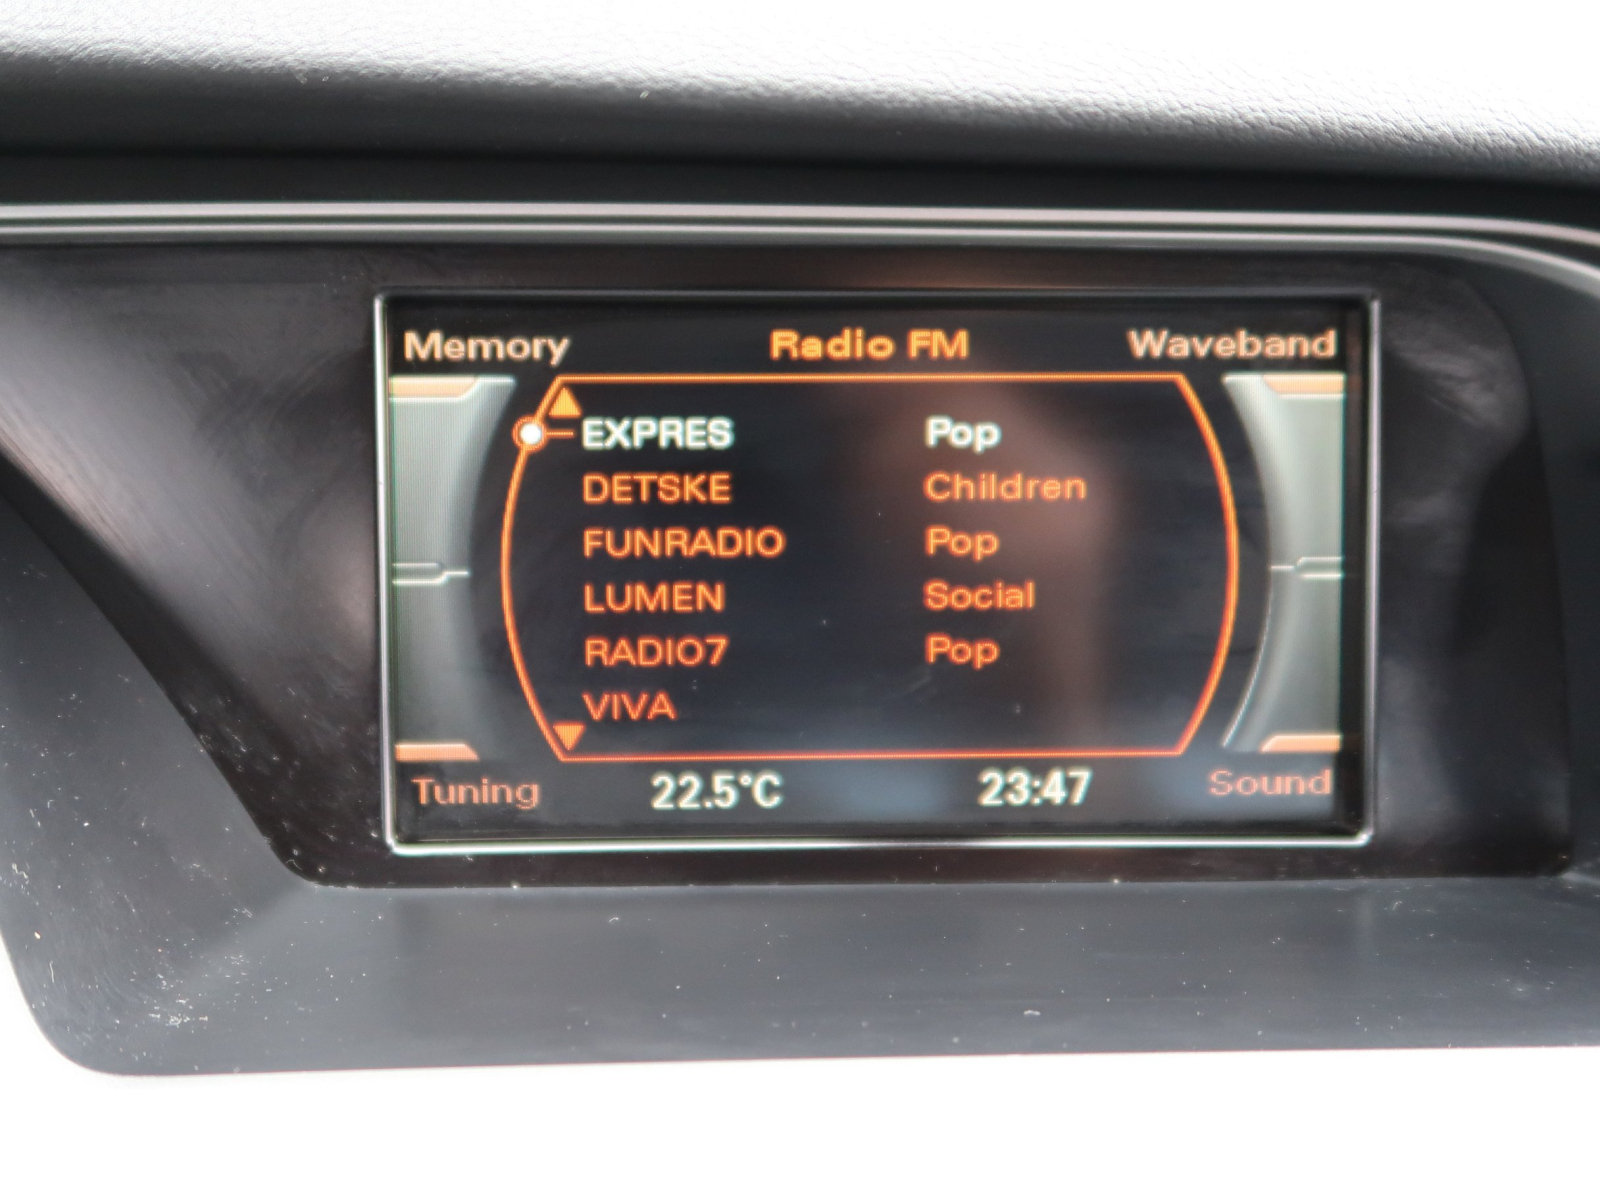 Memory Radio FM Waveband
EXPRES Pop
DETSKE Children
FUNRADIO Pop
LUMEN Social
RADIO7 Pop
VIVA
Tuning 22.5°C 23:47 Sound